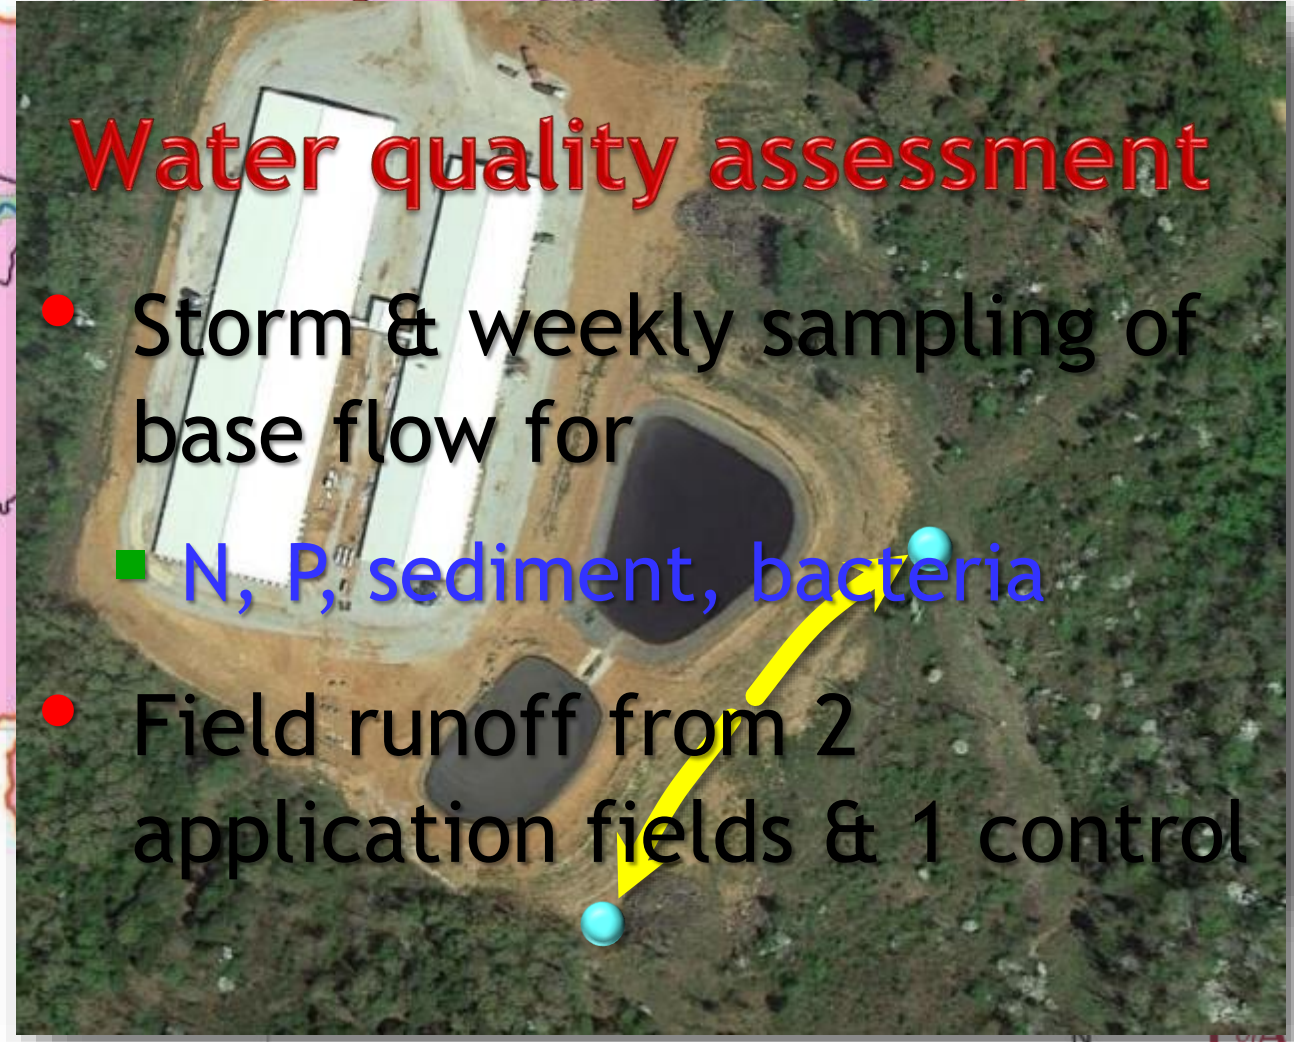 Water quality assessment
Storm & weekly sampling of
base flow for
N, P, sediment, bacteria
Field runoff from 2
application fields & 1 control